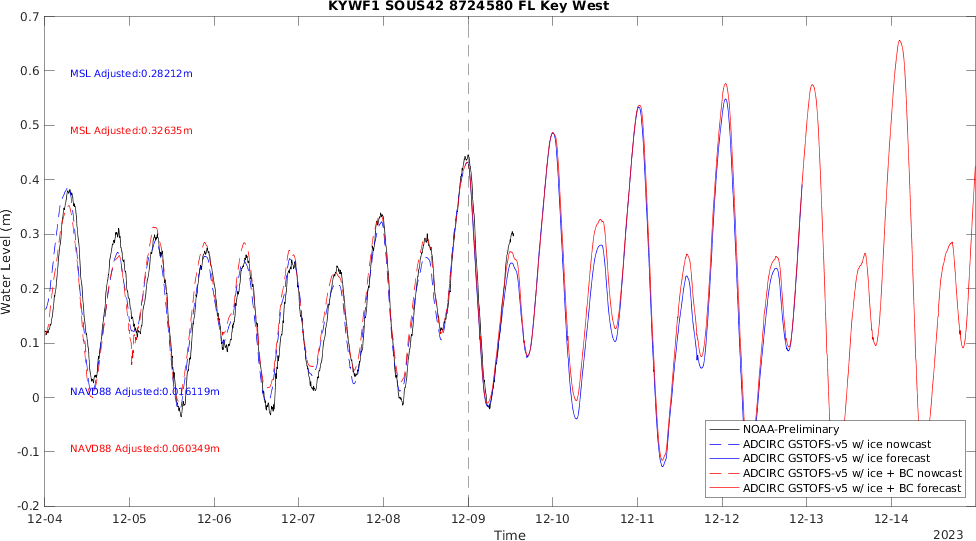 KYWF1 SOUS42 8724580 FL Key West
0.7
0.6
0.5
0.4
0.3
0.2
0.1
0
-0.1
-0.2
Water Level (m)
MSL Adjusted:0.28212m
MSL Adjusted:0.32635m
NAVD88 Adjusted:0.016119m
NAVD88 Adjusted:0.060349m
NOAA-Preliminary
ADCIRC GSTOFS-v5 w/ ice nowcast
ADCIRC GSTOFS-v5 w/ ice forecast
ADCIRC GSTOFS-v5 w/ ice + BC nowcast
ADCIRC GSTOFS-v5 w/ ice + BC forecast
12-04 12-05 12-06 12-07 12-08 12-09 12-10 12-11 12-12 12-13 12-14
Time
2023